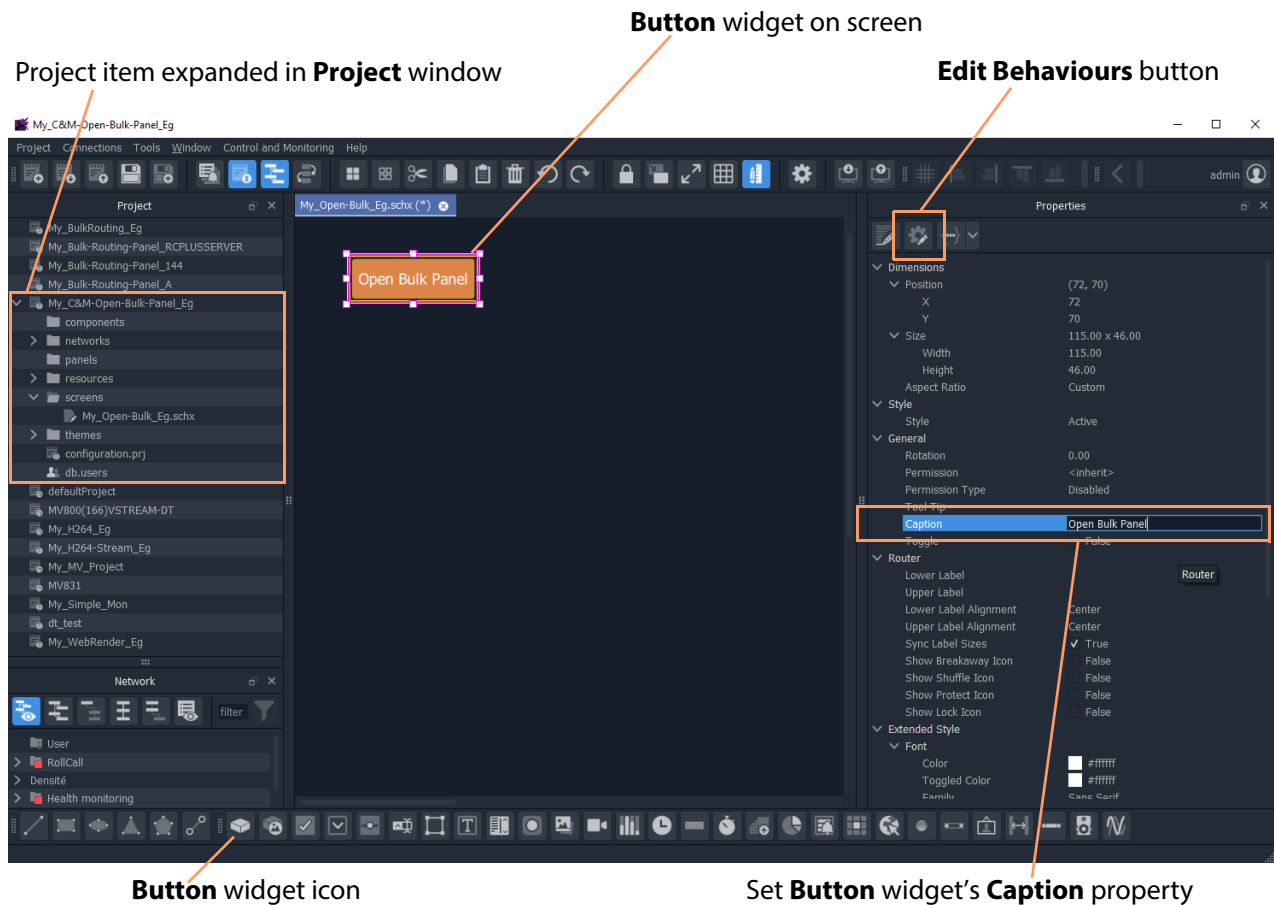 Button widget on screen
Project item expanded in Project window
Edit Behaviours button
My_C&M-Open-Bulk-Panel_Eg
Project Connections Tools Window Control and Monitoring Help
admin
Project
My_BulkRouting_Eg
My_Bulk-Routing-Panel_RCPLUSSERVER
My_Bulk-Routing-Panel_144
My_Bulk-Routing-Panel_A
My_C&M-Open-Bulk-Panel_Eg
components
networks
panels
resources
screens
My_Open-Bulk_Eg.schx
themes
configuration.prj
db.users
defaultProject
MV800(166)VSTREAM-DT
My_H264_Eg
My_H264-Stream_Eg
My_MV_Project
MV831
My_Simple_Mon
dt_test
My_WebRender_Eg
Network
filter
User
RollCall
Densité
Health monitoring
My_Open-Bulk_Eg.schx (*)
Open Bulk Panel
Properties
Dimensions
Position (72, 70)
X 72
Y 70
Size 115.00 x 46.00
Width 115.00
Height 46.00
Aspect Ratio Custom
Style
Style Active
General
Rotation 0.00
Permission <inherit>
Permission Type Disabled
Tool Tip
Caption Open Bulk Panel
Toggle False
Router
Lower Label
Router
Upper Label
Lower Label Alignment Center
Upper Label Alignment Center
Sync Label Sizes True
Show Breakaway Icon False
Show Shuffle Icon False
Show Protect Icon False
Show Lock Icon False
Extended Style
Font
Color #ffffff
Toggled Color #ffffff
Family Sans Serif
Button widget icon
Set Button widget's Caption property